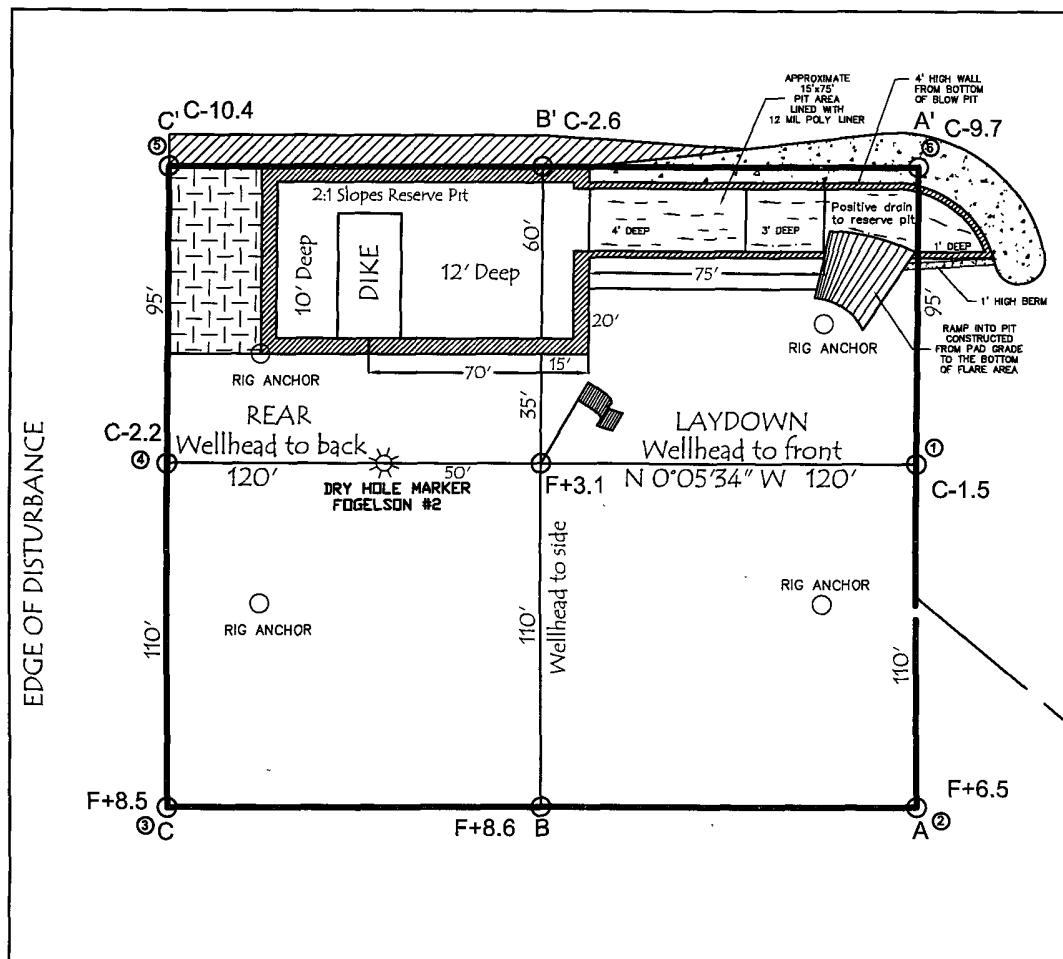 APPROXIMATE
15'x75'
PIT AREA
LINED WITH
12 MIL POLY LINER
4' HIGH WALL
FROM BOTTOM
OF BLOW PIT
C' C-10.4
⑤
B' C-2.6
A'
C-9.7
⑥
2:1 Slopes Reserve Pit
10' Deep
DIKE
12' Deep
60'
4' DEEP
3' DEEP
Positive drain
to reserve pit
1' DEEP
75'
1' HIGH BERM
95'
95'
20'
RIG ANCHOR
RAMP INTO PIT
CONSTRUCTED
FROM PAD GRADE
TO THE BOTTOM
OF FLARE AREA
RIG ANCHOR
70'
15'
35'
C-2.2
④
REAR
Wellhead to back
120'
50'
DRY HOLE MARKER
FOGELSON #2
LAYDOWN
Wellhead to front
N 0°05'34" W 120'
F+3.1
①
C-1.5
EDGE OF DISTURBANCE
RIG ANCHOR
RIG ANCHOR
110'
110'
Wellhead to side
110'
F+8.5
③ C
F+8.6
B
F+6.5
A ②